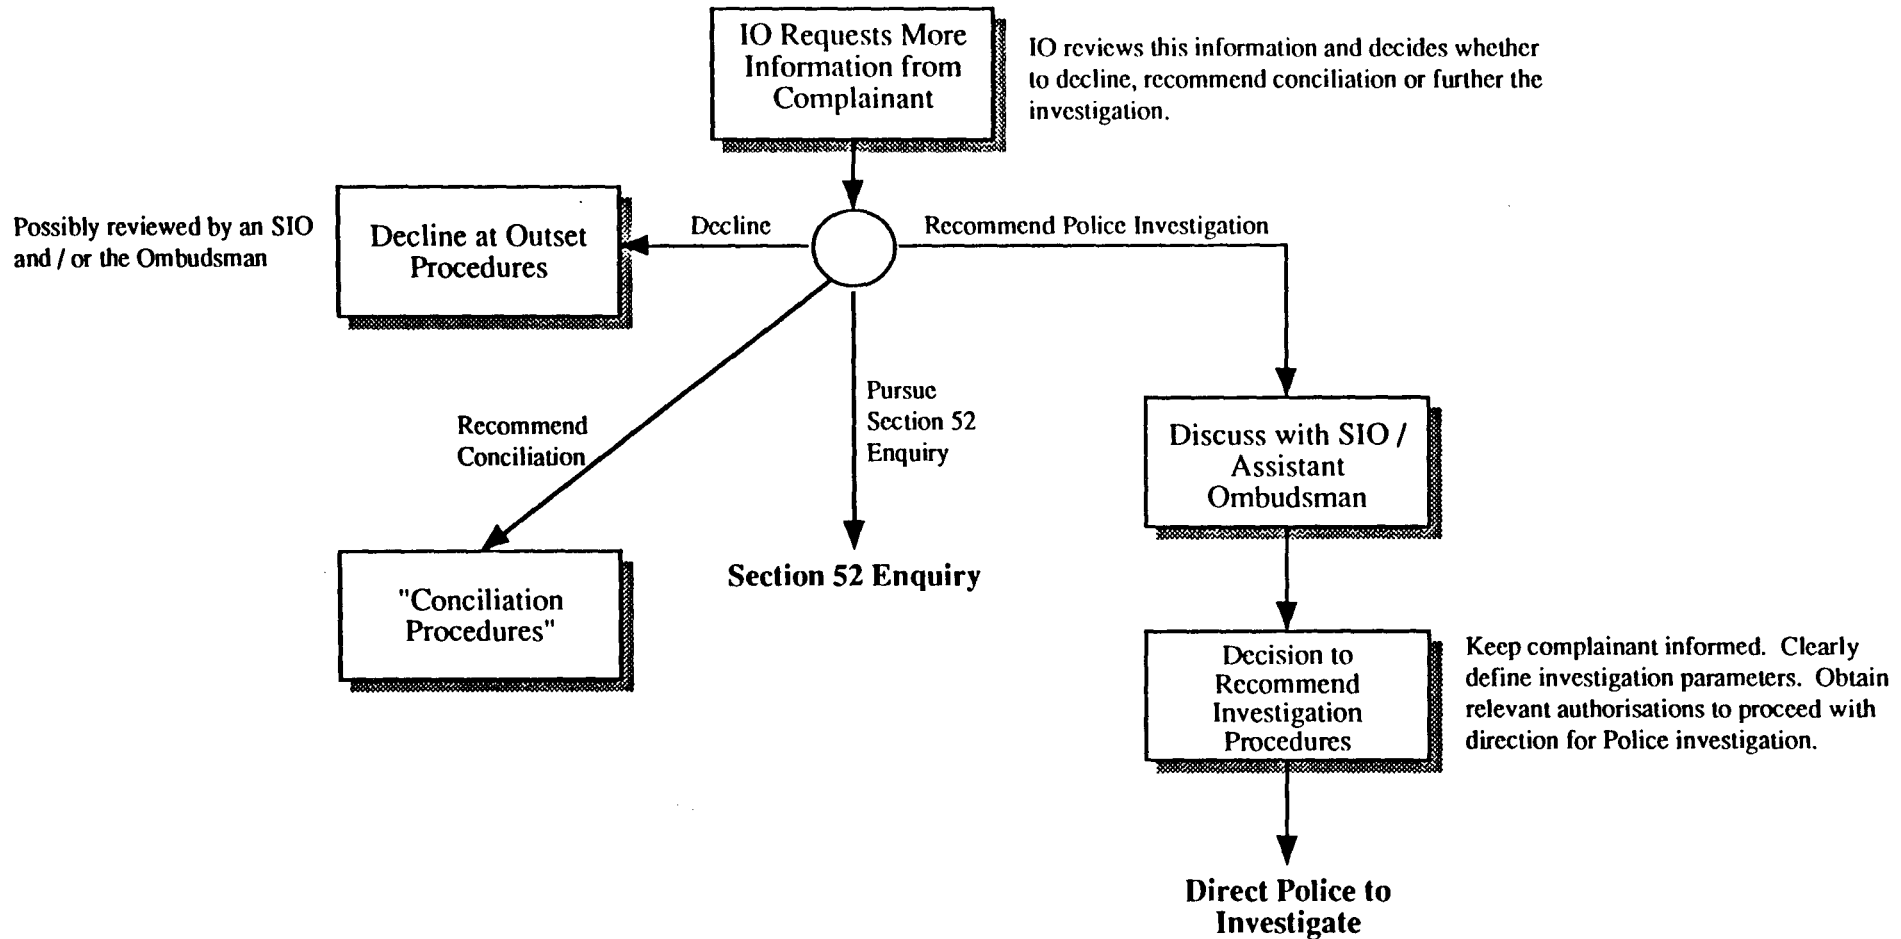 IO Requests More
Information from
Complainant
IO reviews this information and decides whether
to decline, recommend conciliation or further the
investigation.
Possibly reviewed by an SIO
and / or the Ombudsman
Decline at Outset
Procedures
Decline
Recommend Police Investigation
Recommend
Conciliation
Pursue
Section 52
Enquiry
Discuss with SIO /
Assistant
Ombudsman
"Conciliation
Procedures"
Section 52 Enquiry
Decision to
Recommend
Investigation
Procedures
Keep complainant informed. Clearly
define investigation parameters. Obtain
relevant authorisations to proceed with
direction for Police investigation.
Direct Police to
Investigate